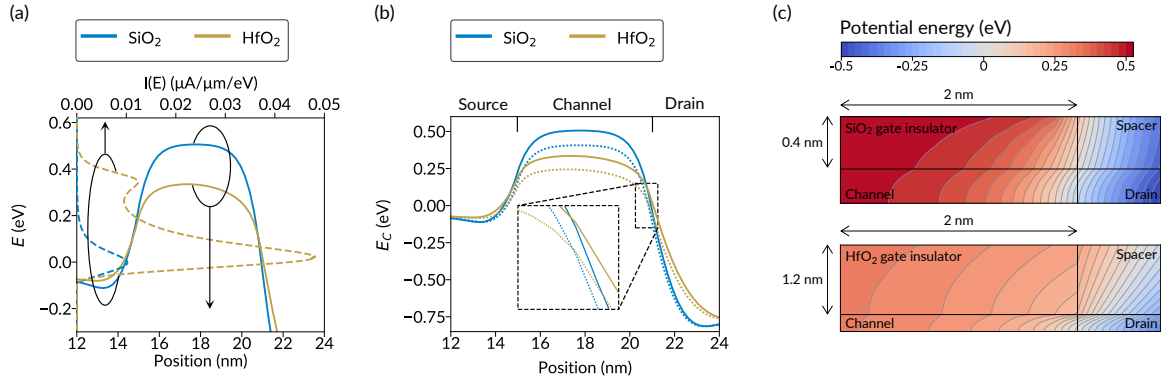 (a)
SiO₂ HfO₂
I(E) (μA/μm/eV)
0.00 0.01 0.02 0.03 0.04 0.05
0.6
0.4
0.2
0.0
−0.2
E (eV)
12 14 16 18 20 22 24
Position (nm)
(b)
SiO₂ HfO₂
Source Channel Drain
0.50
0.25
0.00
−0.25
−0.50
−0.75
E_C (eV)
12 14 16 18 20 22 24
Position (nm)
(c)
Potential energy (eV)
-0.5 -0.25 0 0.25 0.5
2 nm
0.4 nm
SiO₂ gate insulator Spacer
Channel Drain
2 nm
1.2 nm
HfO₂ gate insulator Spacer
Channel Drain